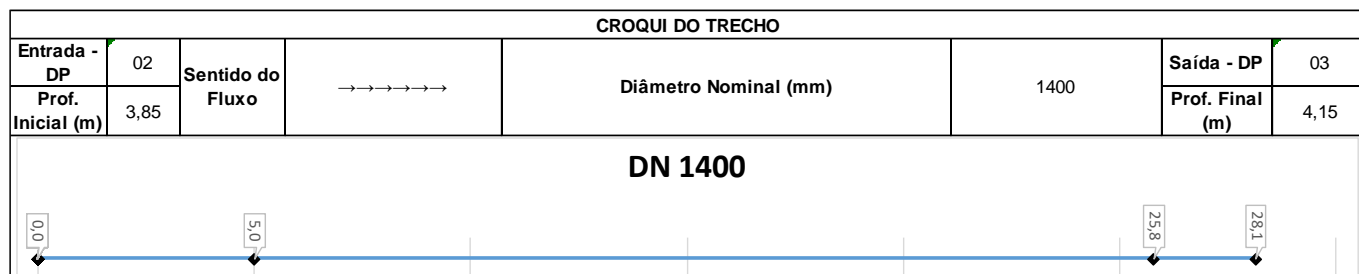 CROQUI DO TRECHO
Entrada - DP
02
Sentido do Fluxo
→→→→→→
Diâmetro Nominal (mm)
1400
Saída - DP
03
Prof. Inicial (m)
3,85
Prof. Final (m)
4,15
DN 1400
0,0
5,0
25,8
28,1